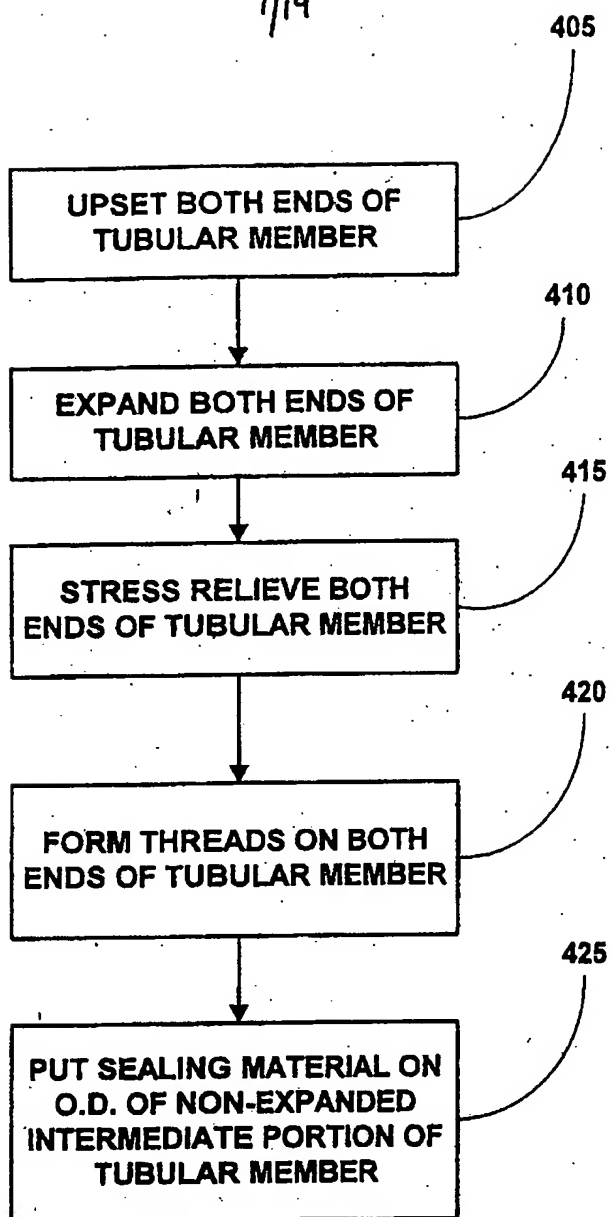 7/19
405
UPSET BOTH ENDS OF
TUBULAR MEMBER
410
EXPAND BOTH ENDS OF
TUBULAR MEMBER
415
STRESS RELIEVE BOTH
ENDS OF TUBULAR MEMBER
420
FORM THREADS ON BOTH
ENDS OF TUBULAR MEMBER
425
PUT SEALING MATERIAL ON
O.D. OF NON-EXPANDED
INTERMEDIATE PORTION OF
TUBULAR MEMBER